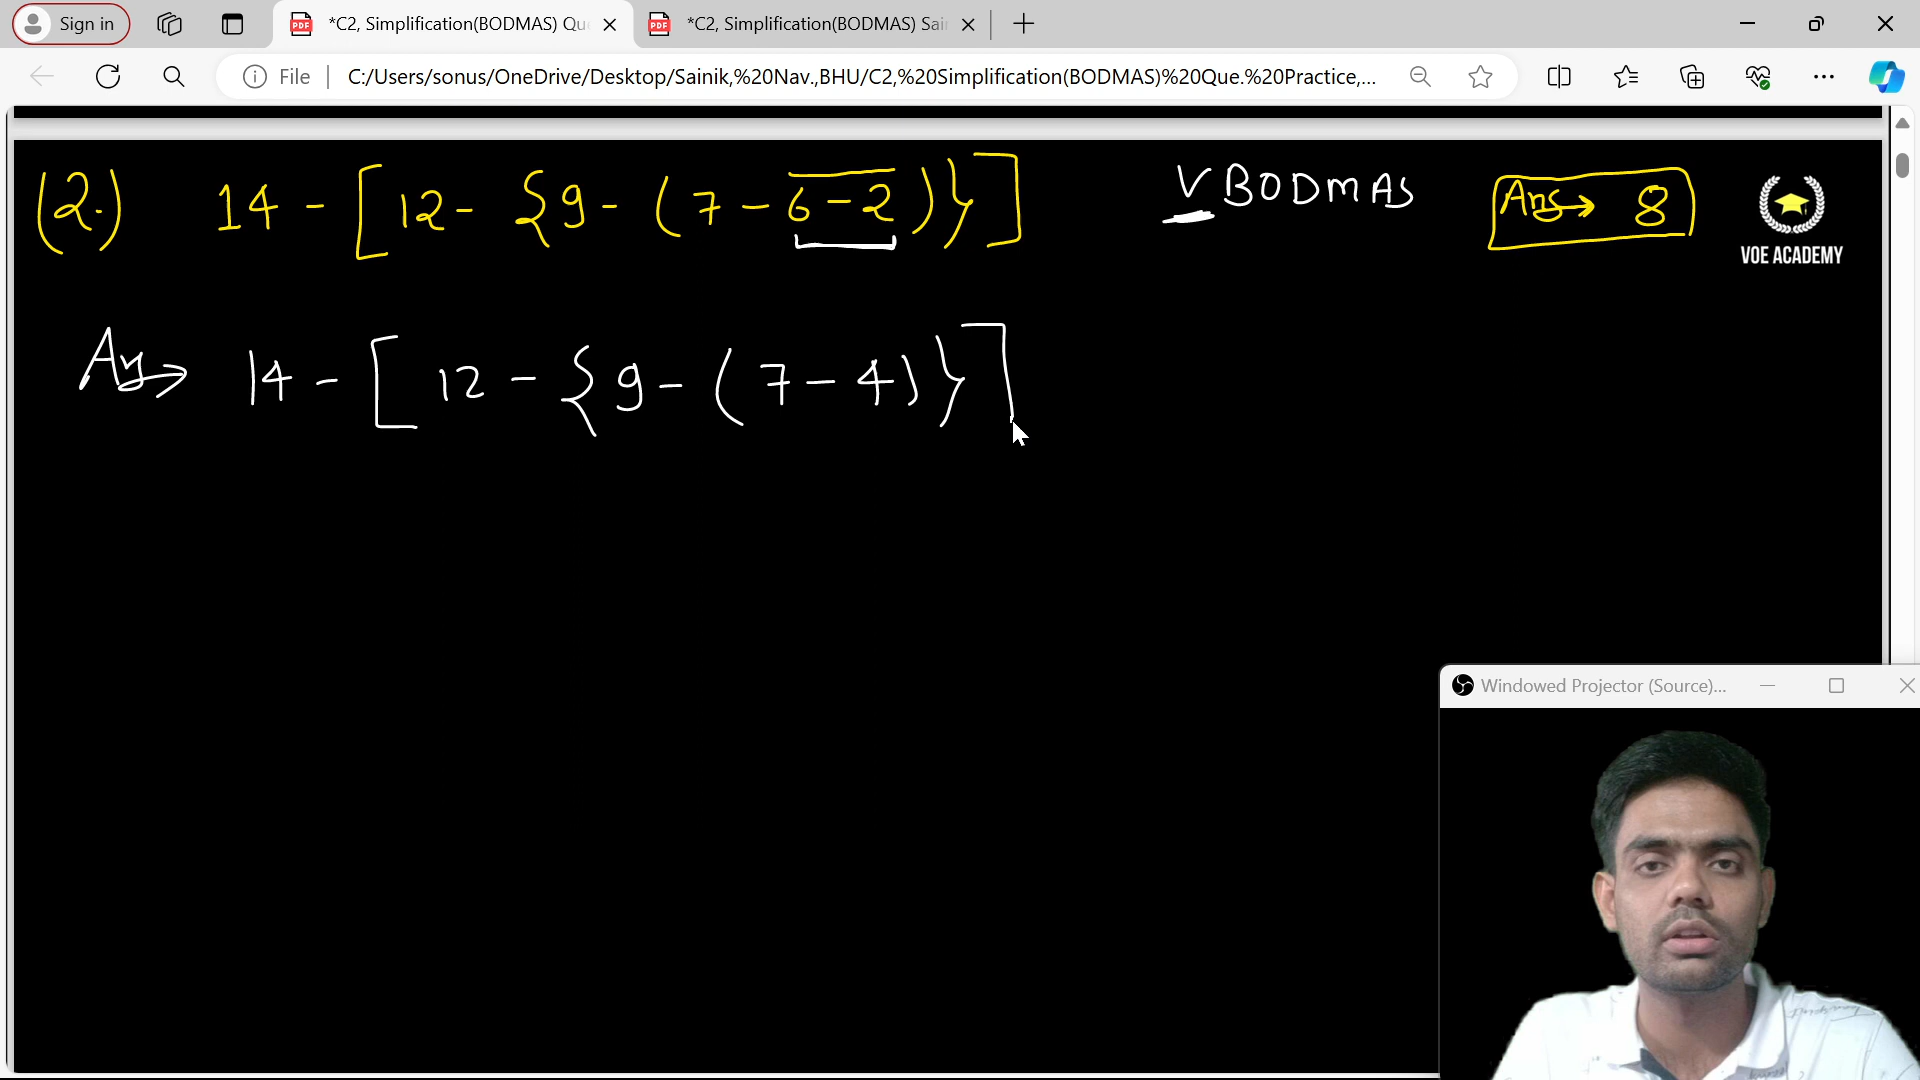 Sign in
*C2, Simplification(BODMAS) Qu
*C2, Simplification(BODMAS) Sai
File
C:/Users/sonus/OneDrive/Desktop/Sainik,%20Nav.,BHU/C2,%20Simplification(BODMAS)%20Que.%20Practice,...
(2.) 14 - [12 - {9 - (7 - 6̅ ̅-̅ ̅2̅)}]
VBODMAS
Ans→ 8
VOE ACADEMY
Ans→ 14 - [12 - {9 - (7 - 4)}]
Windowed Projector (Source)...